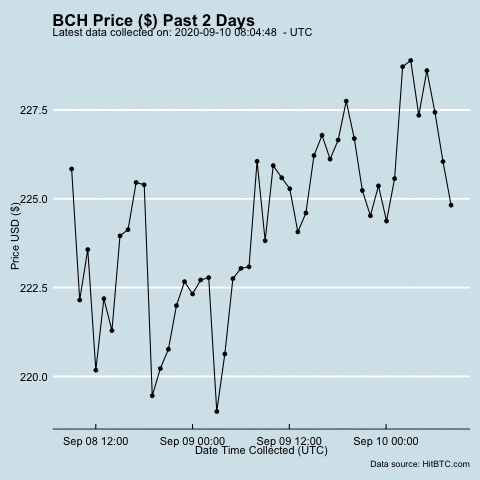 BCH Price ($) Past 2 Days
Latest data collected on: 2020-09-10 08:04:48 - UTC
227.5
225.0
222.5
220.0
Price USD ($)
Sep 08 12:00 Sep 09 00:00 Sep 09 12:00 Sep 10 00:00
Date Time Collected (UTC)
Data source: HitBTC.com